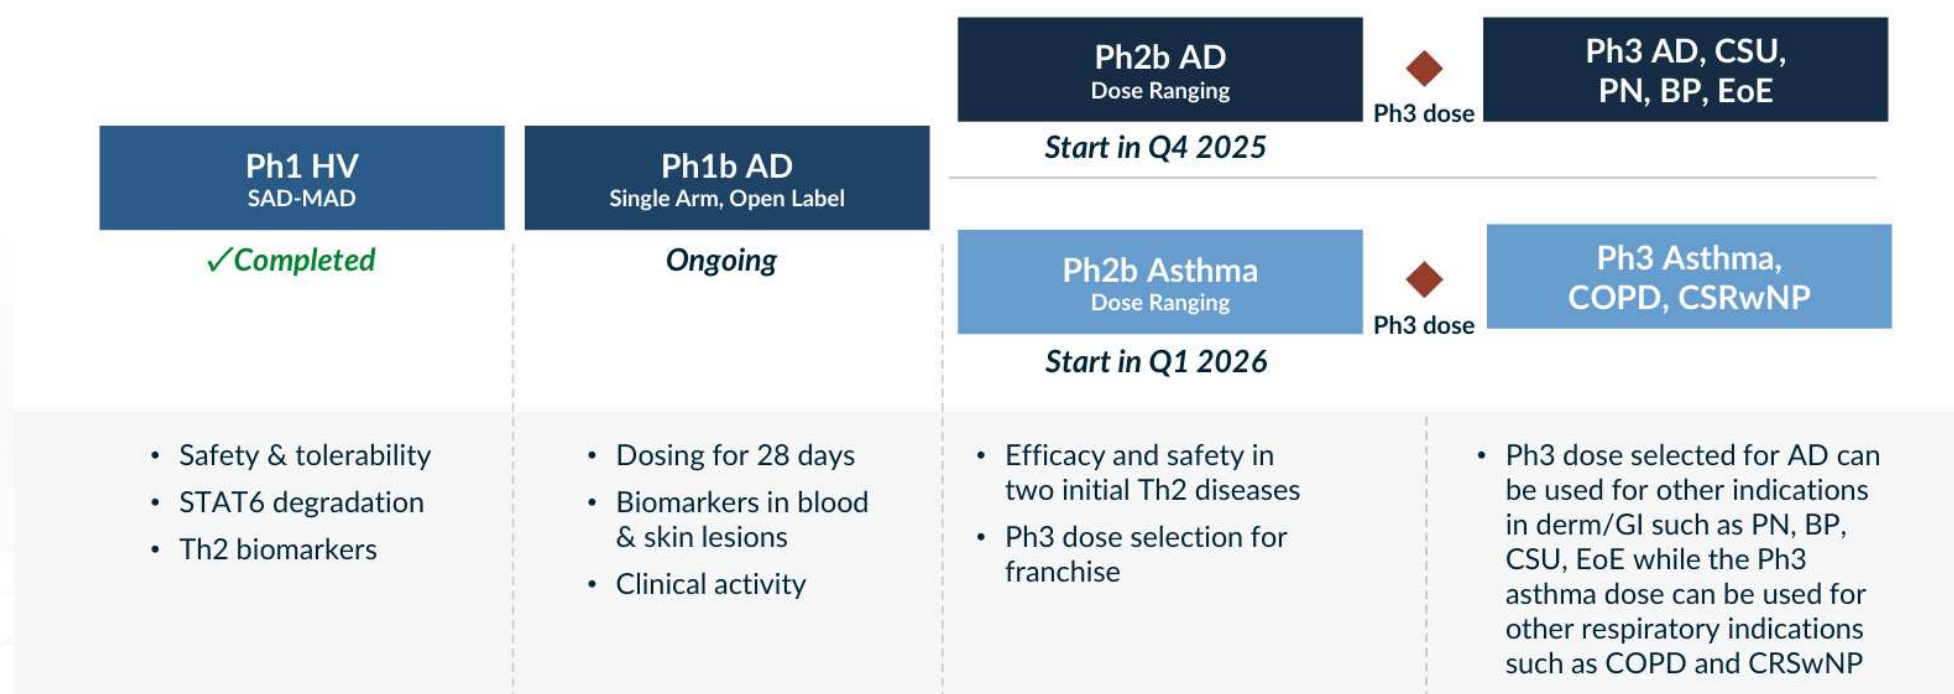 Ph1 HV
SAD-MAD
✓Completed
Ph1b AD
Single Arm, Open Label
Ongoing
Ph2b AD
Dose Ranging
Start in Q4 2025
Ph3 dose
Ph3 AD, CSU,
PN, BP, EoE
Ph2b Asthma
Dose Ranging
Start in Q1 2026
Ph3 dose
Ph3 Asthma,
COPD, CSRwNP
• Safety & tolerability
• STAT6 degradation
• Th2 biomarkers
• Dosing for 28 days
• Biomarkers in blood
& skin lesions
• Clinical activity
• Efficacy and safety in
two initial Th2 diseases
• Ph3 dose selection for
franchise
• Ph3 dose selected for AD can
be used for other indications
in derm/GI such as PN, BP,
CSU, EoE while the Ph3
asthma dose can be used for
other respiratory indications
such as COPD and CRSwNP